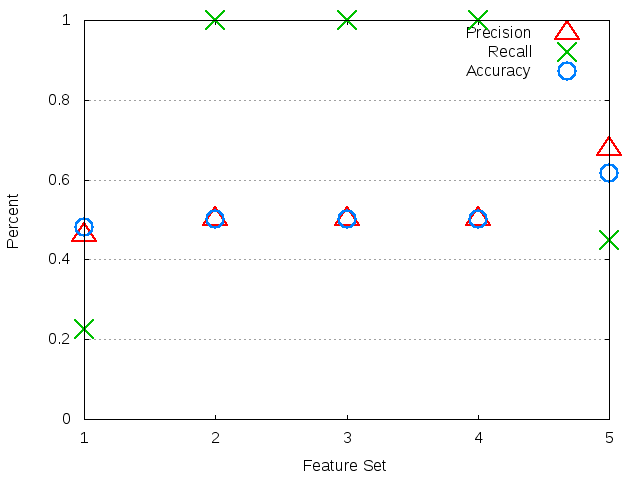 1
Precision
Recall
Accuracy
0.8
0.6
Percent
0.4
0.2
0
1 2 3 4 5
Feature Set